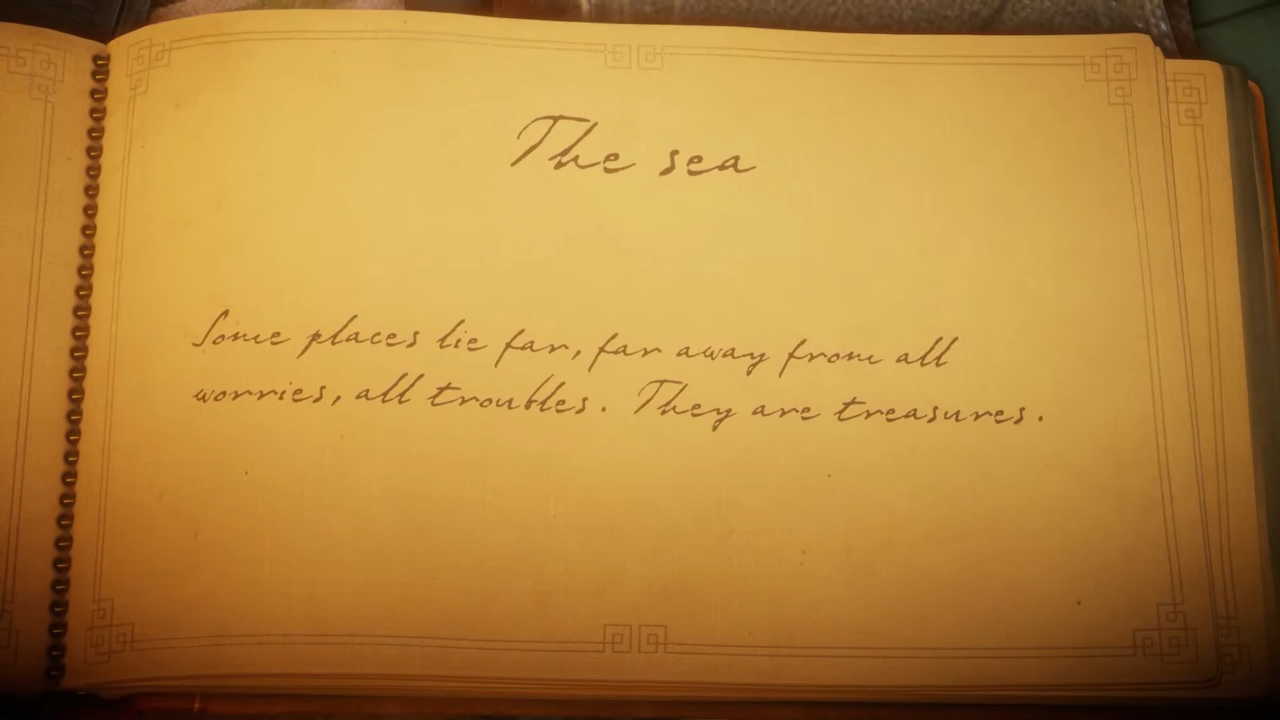 The sea
Some places lie far, far away from all
worries, all troubles. They are treasures.